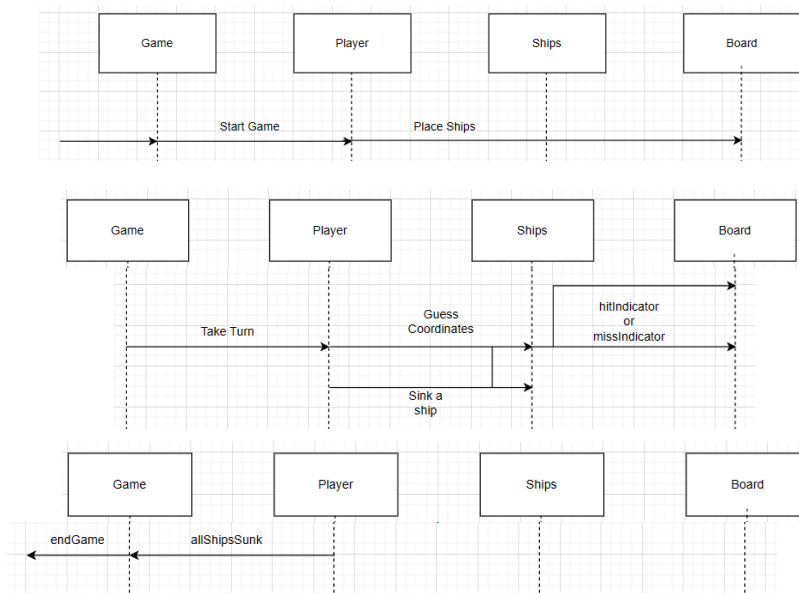 Game
Player
Ships
Board
Start Game
Place Ships
Game
Player
Ships
Board
Take Turn
Guess
Coordinates
hitIndicator
or
missIndicator
Sink a
ship
Game
Player
Ships
Board
endGame
allShipsSunk